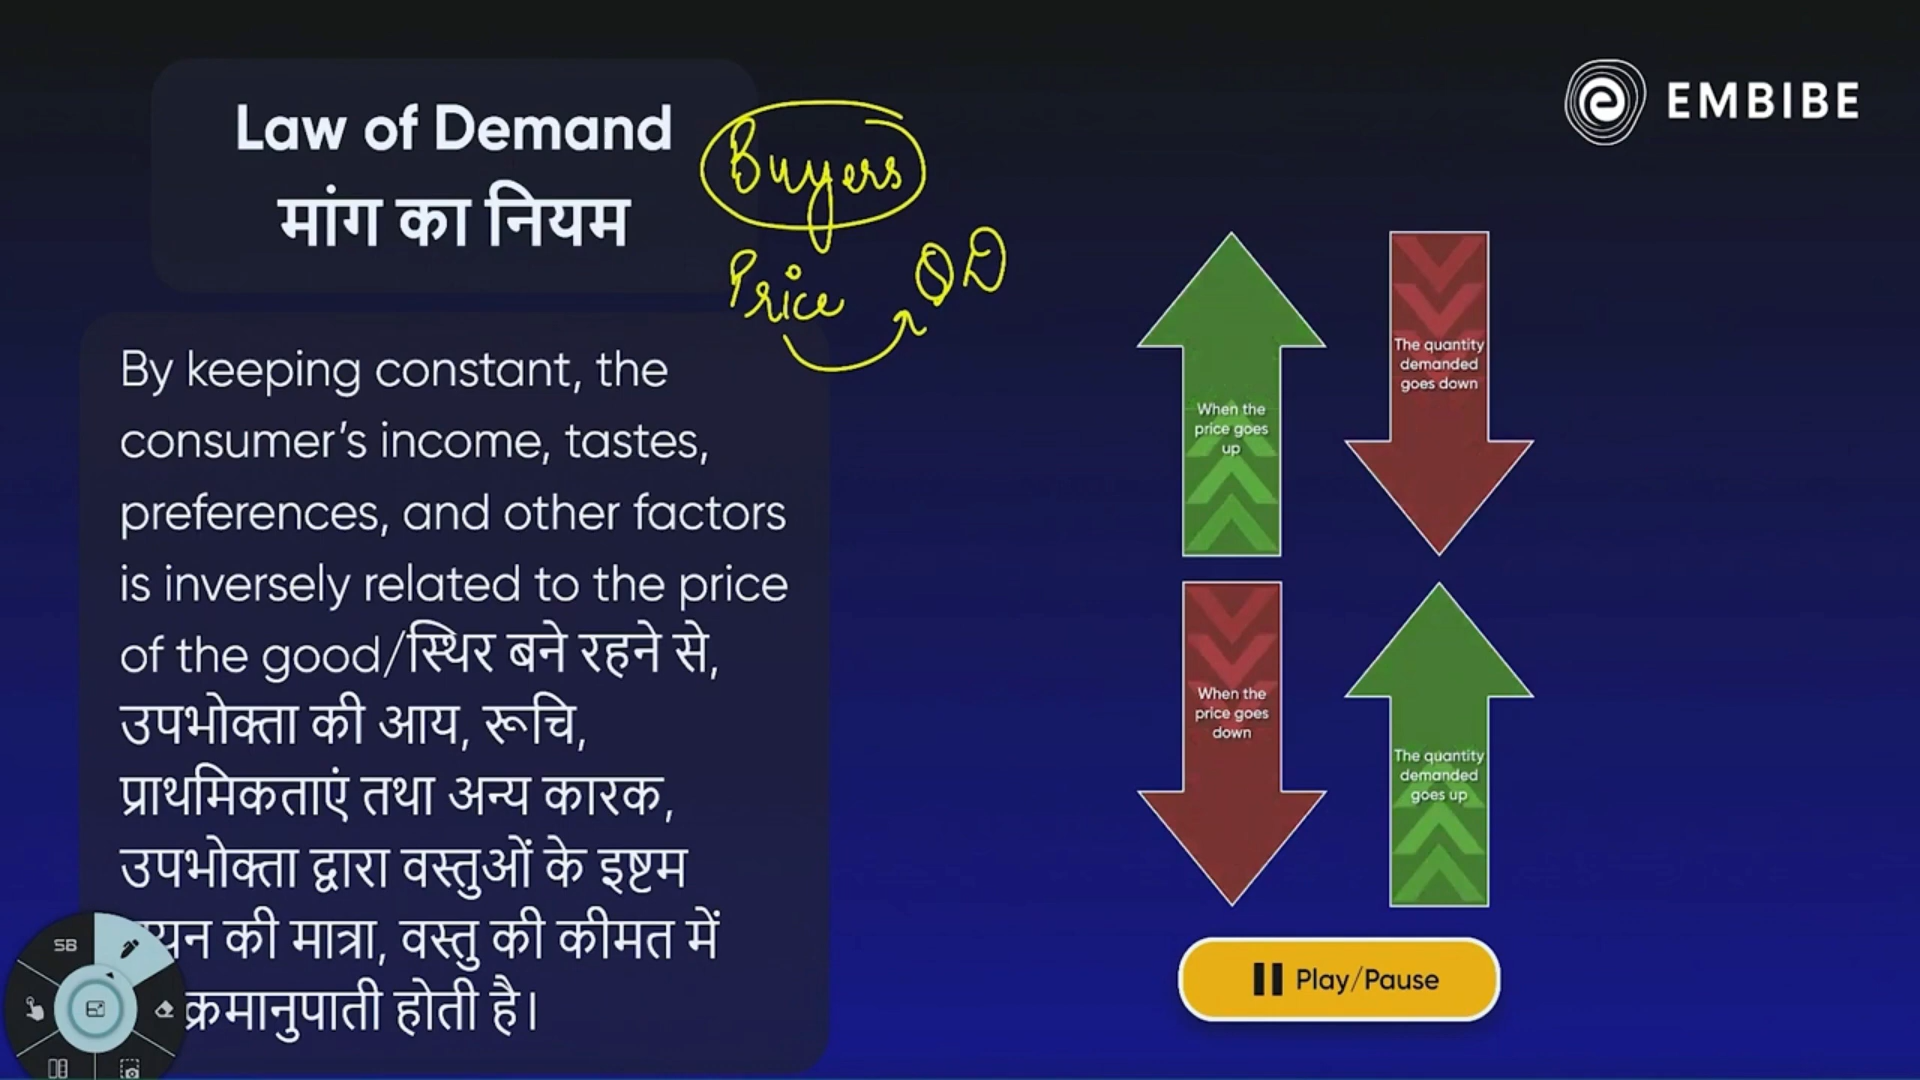 Law of Demand
मांग का नियम
Buyers
Price QD
EMBIBE
By keeping constant, the
consumer's income, tastes,
preferences, and other factors
is inversely related to the price
of the good/स्थिर बने रहने से,
उपभोक्ता की आय, रूचि,
प्राथमिकताएं तथा अन्य कारक,
उपभोक्ता द्वारा वस्तुओं के इष्टम
की मात्रा, वस्तु की कीमत में
होती है।
When the
price goes
up
The quantity
demanded
goes down
When the
price goes
down
The quantity
demanded
goes up
Play/Pause
SB